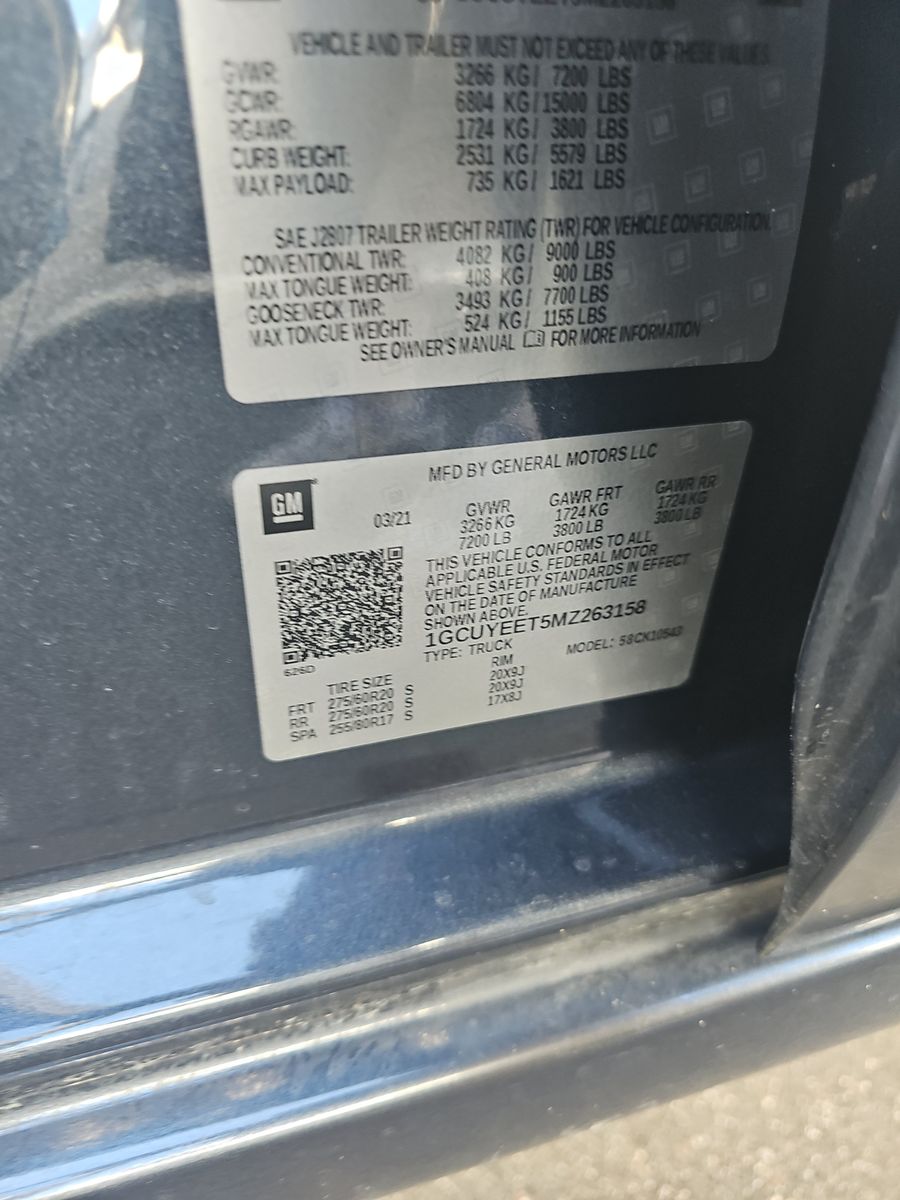 VEHICLE AND TRAILER MUST NOT EXCEED ANY OF THESE VALUES.
GVWR: 3266 KG/ 7200 LBS
GCWR: 6804 KG/15000 LBS
RGAWR: 1724 KG/ 3800 LBS
CURB WEIGHT: 2531 KG/ 5579 LBS
MAX PAYLOAD: 735 KG/ 1621 LBS
SAE J2807 TRAILER WEIGHT RATING (TWR) FOR VEHICLE CONFIGURATION.
CONVENTIONAL TWR: 4082 KG/ 9000 LBS
MAX TONGUE WEIGHT: 408 KG/ 900 LBS
GOOSENECK TWR: 3493 KG/ 7700 LBS
MAX TONGUE WEIGHT: 524 KG/ 1155 LBS
SEE OWNER'S MANUAL FOR MORE INFORMATION
MFD BY GENERAL MOTORS LLC
GM
03/21
GVWR GAWR FRT GAWR RR
3266 KG 1724 KG 1724 KG
7200 LB 3800 LB 3800 LB
THIS VEHICLE CONFORMS TO ALL
APPLICABLE U.S. FEDERAL MOTOR
VEHICLE SAFETY STANDARDS IN EFFECT
ON THE DATE OF MANUFACTURE
SHOWN ABOVE.
1GCUYEET5MZ263158
TYPE: TRUCK MODEL: 58CK10543
626D
TIRE SIZE RIM
FRT 275/60R20 S 20X9J
RR 275/60R20 S 20X9J
SPA 255/80R17 S 17X8J